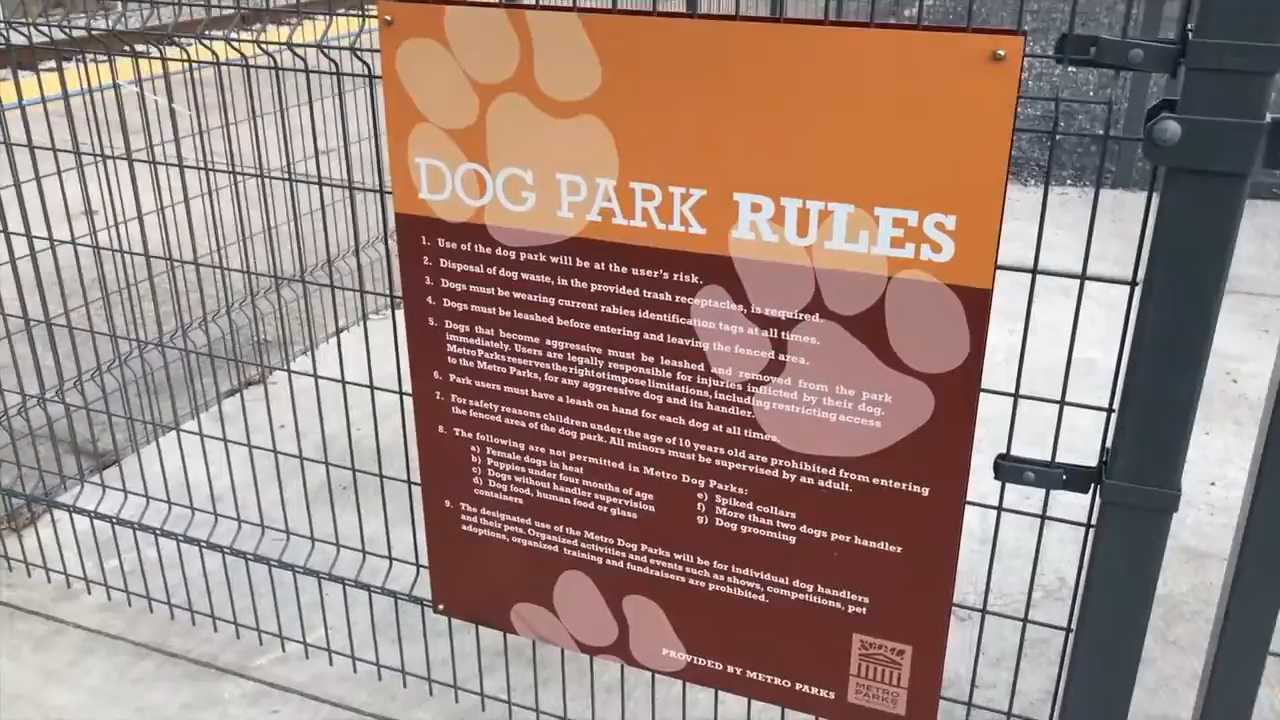 DOG PARK RULES
1. Use of the dog park will be at the user's risk.
2. Disposal of dog waste, in the provided trash receptacles, is required.
3. Dogs must be wearing current rabies identification tags at all times.
4. Dogs must be leashed before entering and leaving the fenced area.
5. Dogs that become aggressive must be leashed and removed from the park
immediately. Users are legally responsible for injuries inflicted by their dog.
Metro Parks reserves the right ot impose limitations, including restricting access
to the Metro Parks, for any aggressive dog and its handler.
6. Park users must have a leash on hand for each dog at all times.
7. For safety reasons children under the age of 10 years old are prohibited from entering
the fenced area of the dog park. All minors must be supervised by an adult.
8. The following are not permitted in Metro Dog Parks:
a) Female dogs in heat
b) Puppies under four months of age
c) Dogs without handler supervision
d) Dog food, human food or glass
containers
e) Spiked collars
f) More than two dogs per handler
g) Dog grooming
9. The designated use of the Metro Dog Parks will be for individual dog handlers
and their pets. Organized activities and events such as shows, competitions, pet
adoptions, organized training and fundraisers are prohibited.
PROVIDED BY METRO PARKS
METRO
PARKS